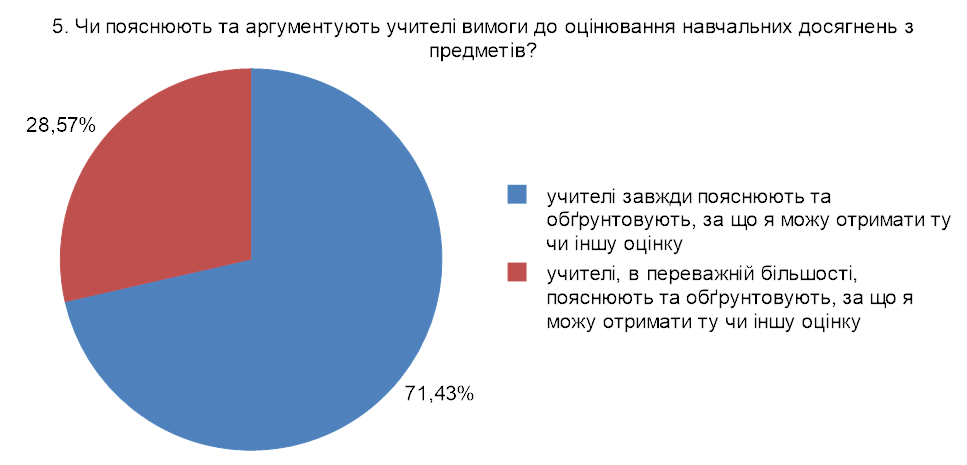 5. Чи пояснюють та аргументують учителі вимоги до оцінювання навчальних досягнень з
предметів?
28,57%
учителі завжди пояснюють та
обґрунтовують, за що я можу отримати ту
чи іншу оцінку
учителі, в переважній більшості,
пояснюють та обґрунтовують, за що я
можу отримати ту чи іншу оцінку
71,43%